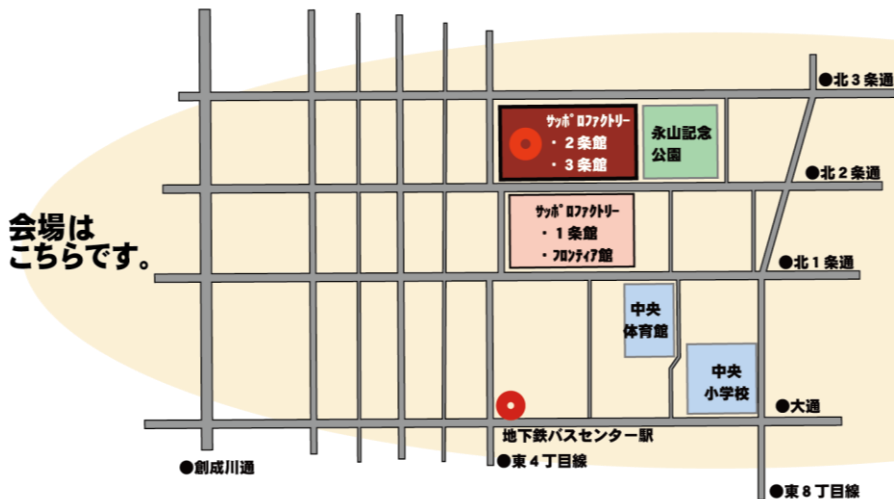 ●北３条通
サッポロファクトリー
・２条館
・３条館
永山記念
公園
●北２条通
会場は
こちらです。
サッポロファクトリー
・１条館
・フロンティア館
●北１条通
中央
体育館
中央
小学校
●大通
地下鉄バスセンター駅
●創成川通
●東４丁目線
●東８丁目線